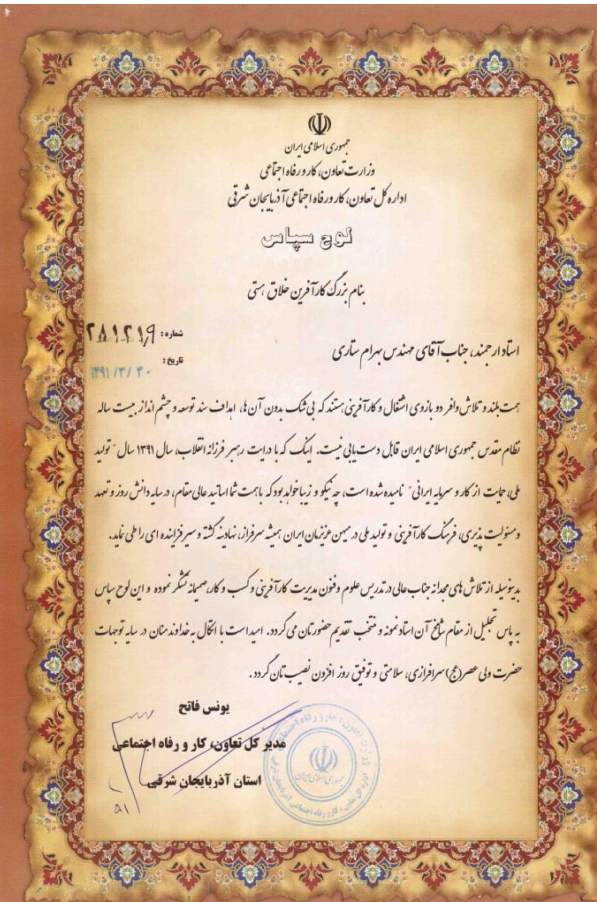 جمهوری اسلامی ایران
وزارت تعاون، کار و رفاه اجتماعی
اداره کل تعاون، کار و رفاه اجتماعی آذربایجان شرقی
لوح سپاس
بنام بزرگ کارآفرین خلاق هستی
شماره: ۲۸۱۲۱۹
استاد ارجمند، جناب آقای مهندس بهرام ستاری
تاریخ: ۱۳۹۱/۳/۳۰
همت بلند و تلاش وافر دو بازوی اشتغال و کارآفرینی هستند که بی شک بدون آن ها، اهداف سند توسعه و چشم انداز بیست ساله
نظام مقدس جمهوری اسلامی ایران قابل دست یابی نیست. اینک که با درایت رهبر فرزانه انقلاب، سال ۱۳۹۱ سال "تولید
ملی، حمایت از کار و سرمایه ایرانی" نامیده شده است، چه نیکو و زیبا خواهد بود که با همت شما اساتید عالی مقام، در سایه دانش روز و تعهد
و مسئولیت پذیری، فرهنگ کارآفرینی و تولید ملی در میهن عزیزمان ایران همیشه سرفراز، نهادینه گشته و سیر فزاینده ای را طی نماید.
بدینوسیله از تلاش های مجدانه جناب عالی در تدریس علوم و فنون مدیریت کارآفرینی و کسب و کار، صمیمانه تشکر نموده و این لوح سپاس
به پاس تجلیل از مقام شامخ آن استاد نمونه و منتخب تقدیم حضورتان می گردد. امید است با اتکال به خداوند منان در سایه توجهات
حضرت ولی عصر (عج) سرافرازی، سلامتی و توفیق روز افزون نصیب تان گردد.
یونس فاتح
مدیر کل تعاون، کار و رفاه اجتماعی
استان آذربایجان شرقی